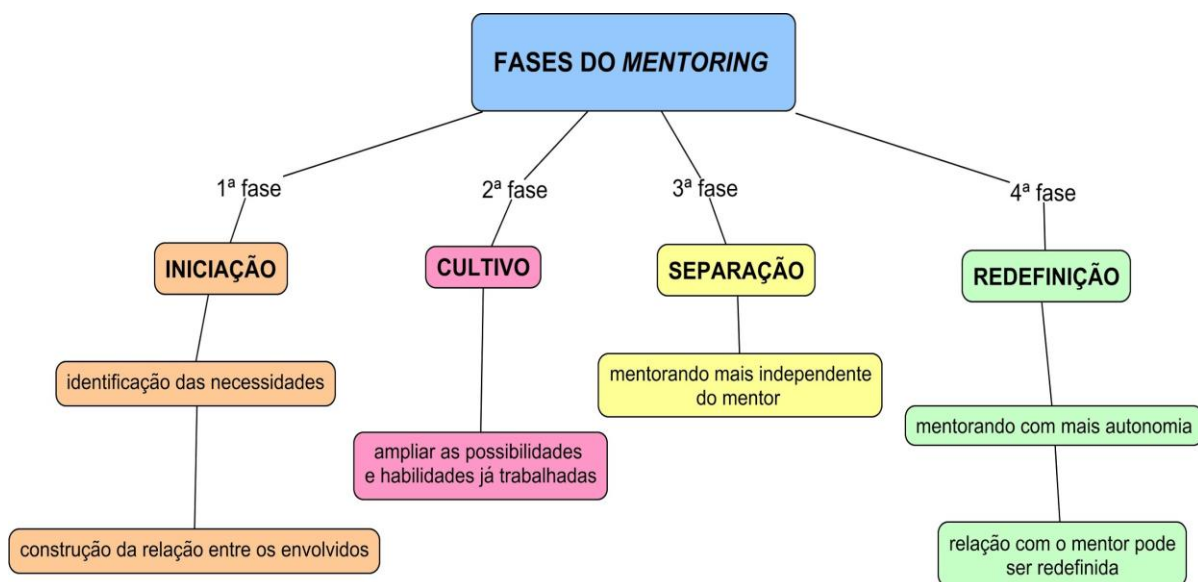 FASES DO MENTORING
1ª fase
2ª fase
3ª fase
4ª fase
INICIAÇÃO
CULTIVO
SEPARAÇÃO
REDEFINIÇÃO
identificação das necessidades
mentorando mais independente
do mentor
mentorando com mais autonomia
ampliar as possibilidades
e habilidades já trabalhadas
construção da relação entre os envolvidos
relação com o mentor pode
ser redefinida